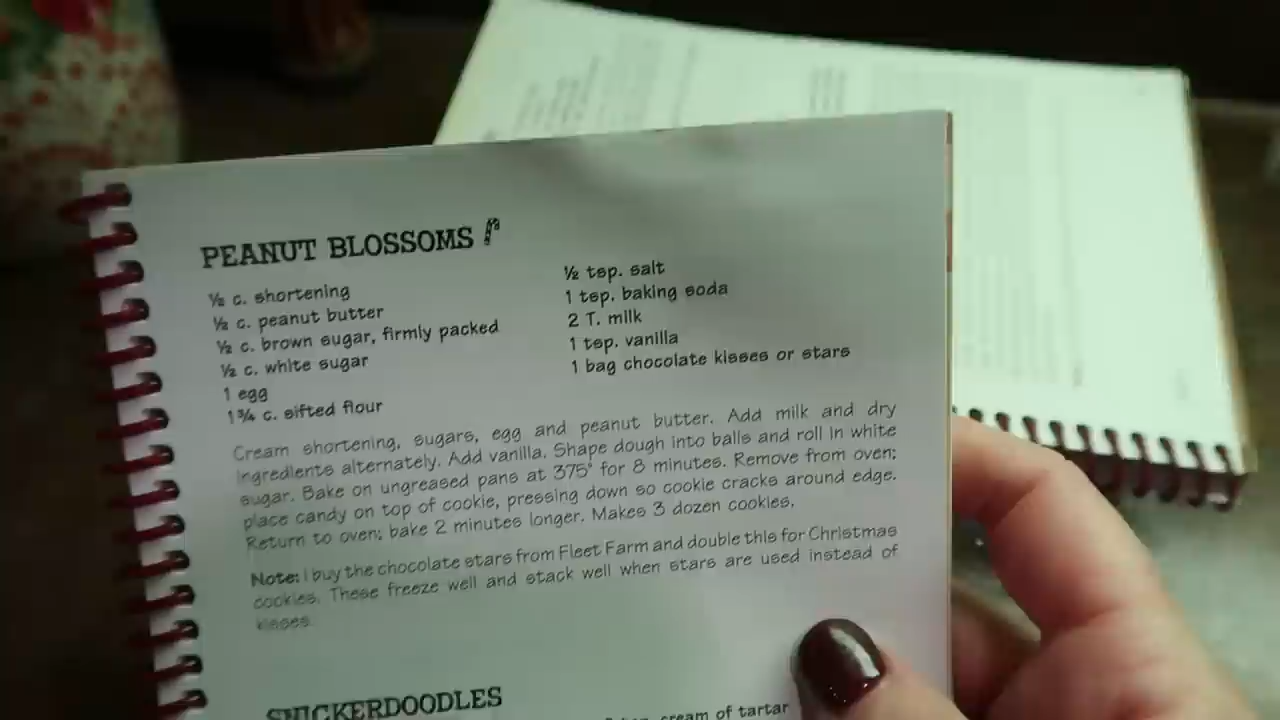 PEANUT BLOSSOMS
½ c. shortening
½ c. peanut butter
½ c. brown sugar, firmly packed
½ c. white sugar
1 egg
1 ¾ c. sifted flour
½ tsp. salt
1 tsp. baking soda
2 T. milk
1 tsp. vanilla
1 bag chocolate kisses or stars
Cream shortening, sugars, egg and peanut butter. Add milk and dry
ingredients alternately. Add vanilla. Shape dough into balls and roll in white
sugar. Bake on ungreased pans at 375° for 8 minutes. Remove from oven;
place candy on top of cookie, pressing down so cookie cracks around edge.
Return to oven; bake 2 minutes longer. Makes 3 dozen cookies.
Note: I buy the chocolate stars from Fleet Farm and double this for Christmas
cookies. These freeze well and stack well when stars are used instead of
kisses.
SNICKERDOODLES
cream of tartar